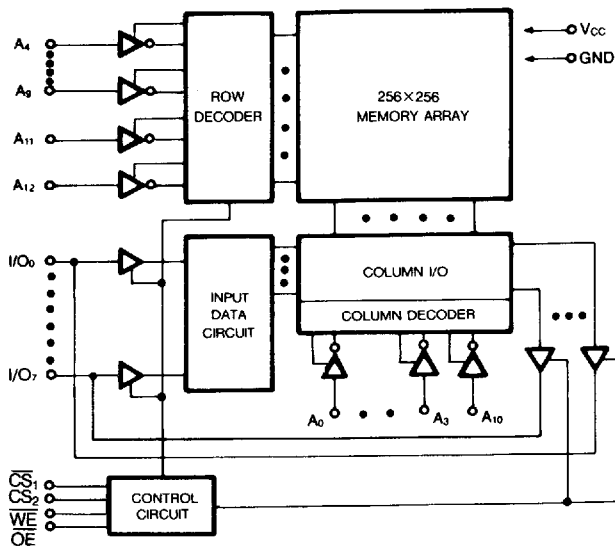 A4
A9
A11
A12
ROW
DECODER
256×256
MEMORY ARRAY
VCC
GND
I/O0
I/O7
INPUT
DATA
CIRCUIT
COLUMN I/O
COLUMN DECODER
A0
A3
A10
CS1
CS2
WE
OE
CONTROL
CIRCUIT